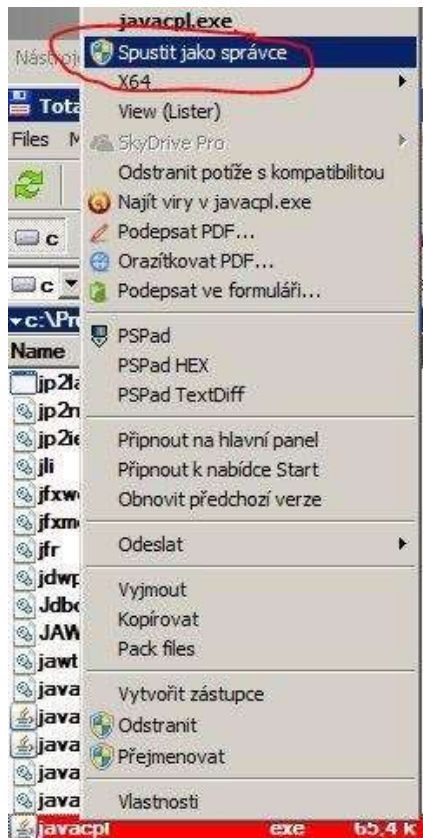 javacpl.exe
Spustit jako správce
X64
View (Lister)
SkyDrive Pro
Odstranit potíže s kompatibilitou
Najít viry v javacpl.exe
Podepsat PDF...
Orazítkovat PDF...
Podepsat ve formuláři...
PSPad
PSPad HEX
PSPad TextDiff
Připnout na hlavní panel
Připnout k nabídce Start
Obnovit předchozí verze
Odeslat
Vyjmout
Kopírovat
Pack files
Vytvořit zástupce
Odstranit
Přejmenovat
Vlastnosti
Nástroj
Tota
Files M
c
c
c:\Pr
Name
jp2la
jp2n
jp2ie
jli
jfxw
jfxm
jfr
jdwp
Jdbc
JAW
jawt
java
java
java
java
java
javacpl exe 65,4 k